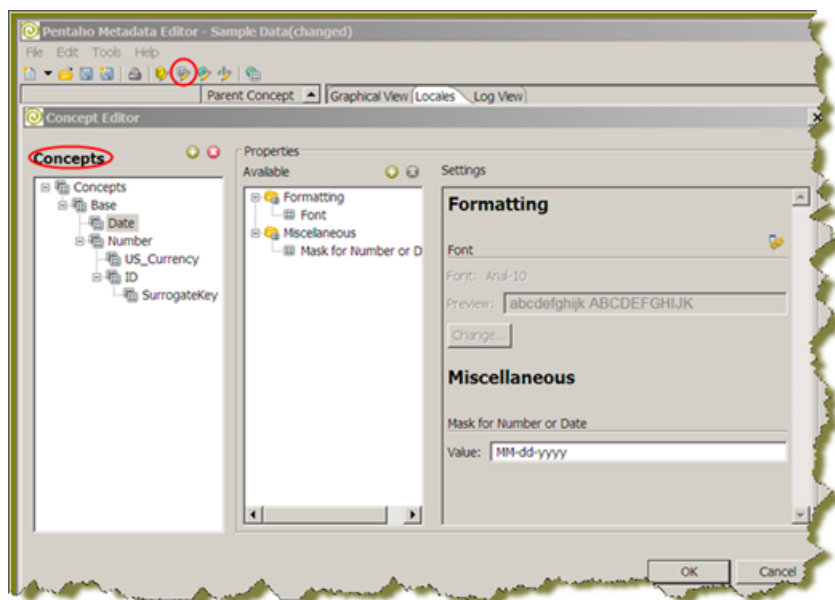 Pentaho Metadata Editor - Sample Data(changed)
File Edit Tools Help
Parent Concept Graphical View Locales Log View
Concept Editor
Concepts
Properties
Available
Settings
Concepts
Base
Date
Number
US_Currency
ID
SurrogateKey
Formatting
Font
Miscellaneous
Mask for Number or D
Formatting
Font
Font: Arial-10
Preview: abcdefghijk ABCDEFGHIJK
Change...
Miscellaneous
Mask for Number or Date
Value: MM-dd-yyyy
OK Cancel